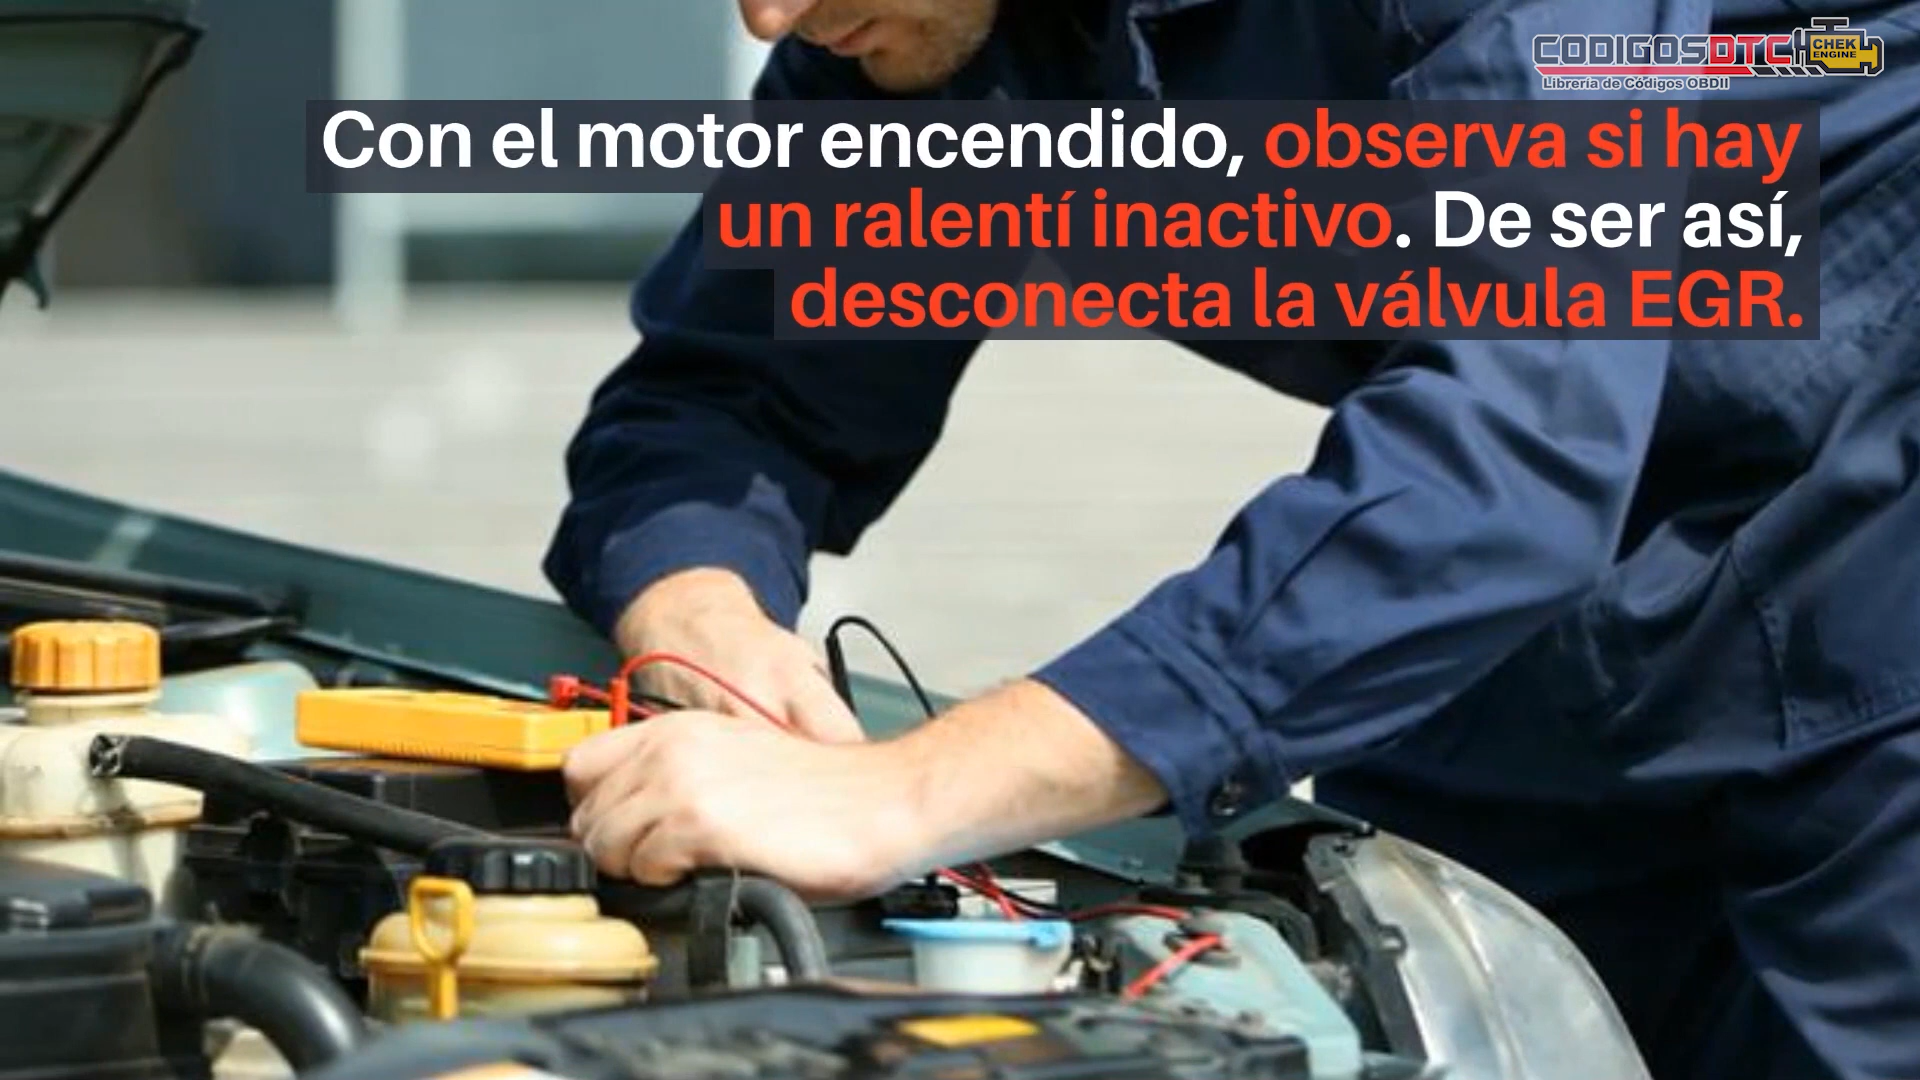 CODIGOSDTC
CHEK
ENGINE
Librería de Códigos OBDII
Con el motor encendido, observa si hay
un ralentí inactivo. De ser así,
desconecta la válvula EGR.